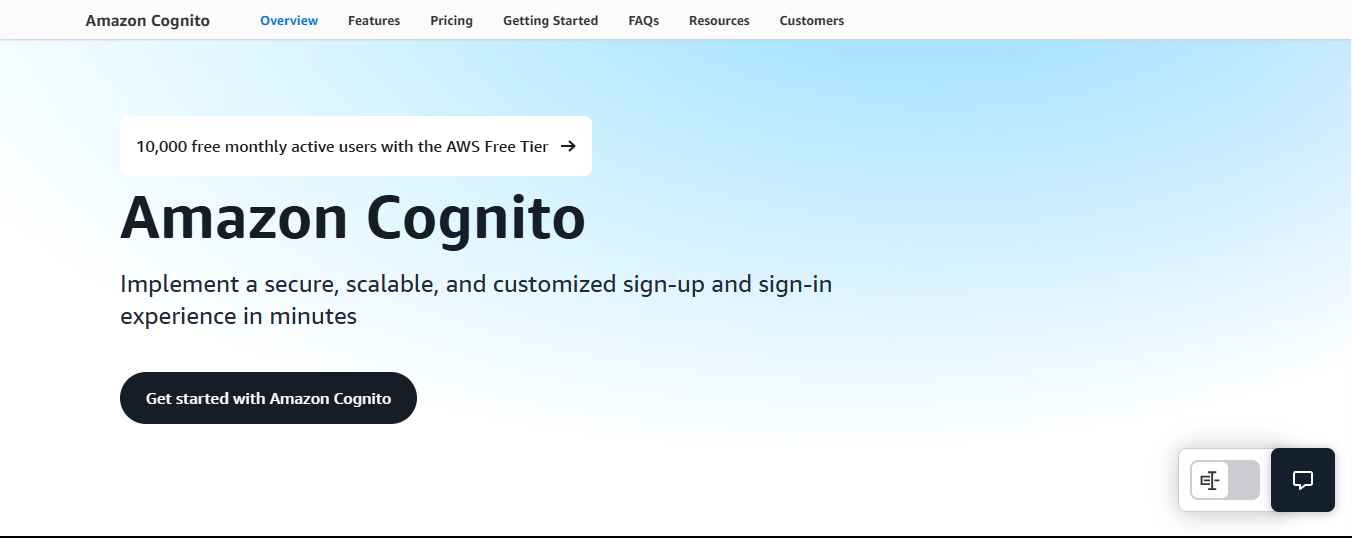 Amazon Cognito Overview Features Pricing Getting Started FAQs Resources Customers
10,000 free monthly active users with the AWS Free Tier →
Amazon Cognito
Implement a secure, scalable, and customized sign-up and sign-in
experience in minutes
Get started with Amazon Cognito